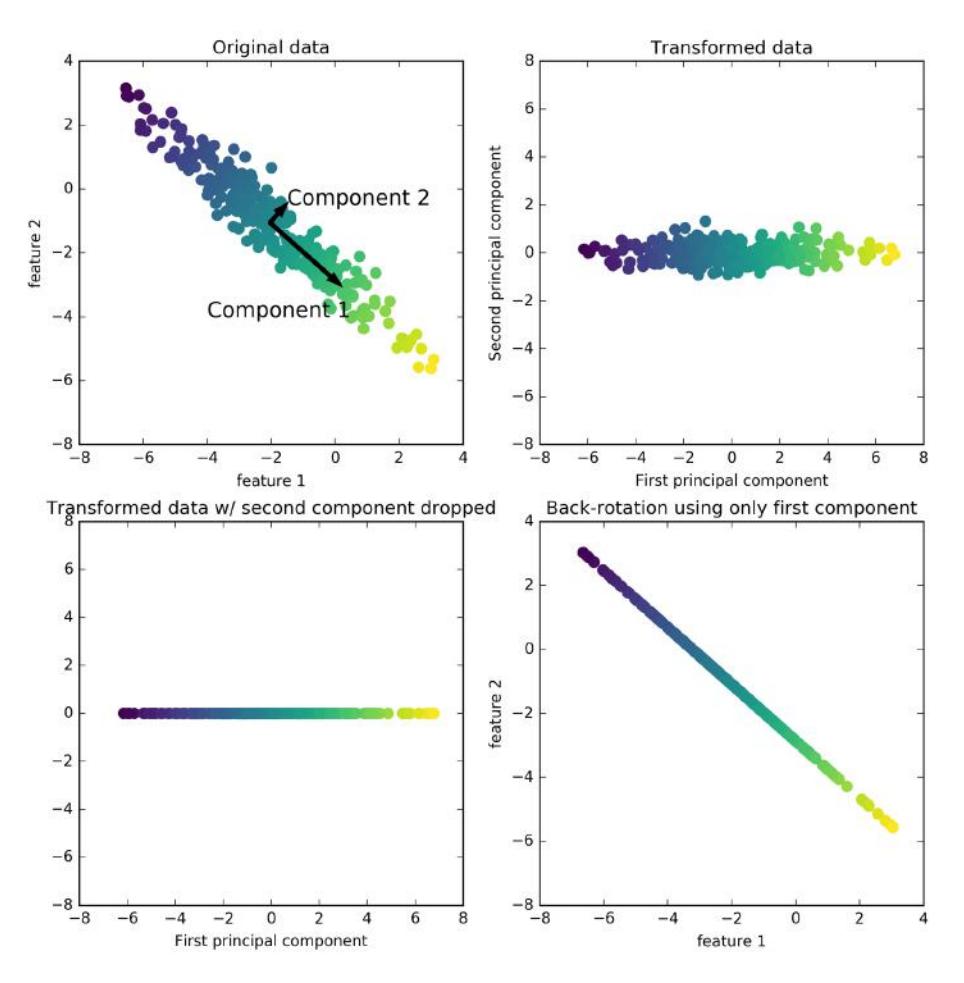 Original data
4
2
0
−2
−4
−6
−8
feature 2
Component 2
Component 1
−8 −6 −4 −2 0 2 4
feature 1
Transformed data
8
6
4
2
0
−2
−4
−6
−8
Second principal component
−8 −6 −4 −2 0 2 4 6 8
First principal component
Transformed data w/ second component dropped
8
6
4
2
0
−2
−4
−6
−8
−8 −6 −4 −2 0 2 4 6 8
First principal component
Back-rotation using only first component
4
2
0
−2
−4
−6
−8
feature 2
−8 −6 −4 −2 0 2 4
feature 1